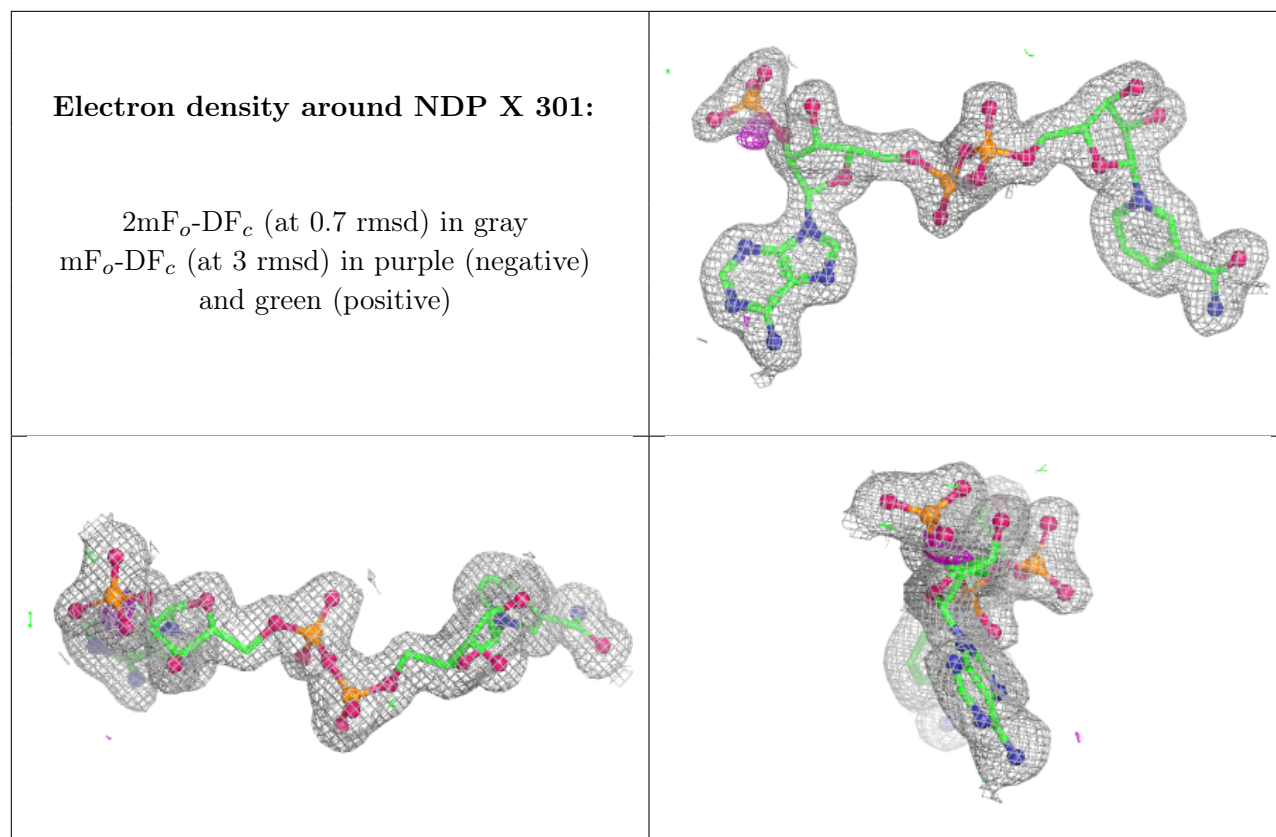 Electron density around NDP X 301:
2mFo-DFc (at 0.7 rmsd) in gray
mFo-DFc (at 3 rmsd) in purple (negative)
and green (positive)